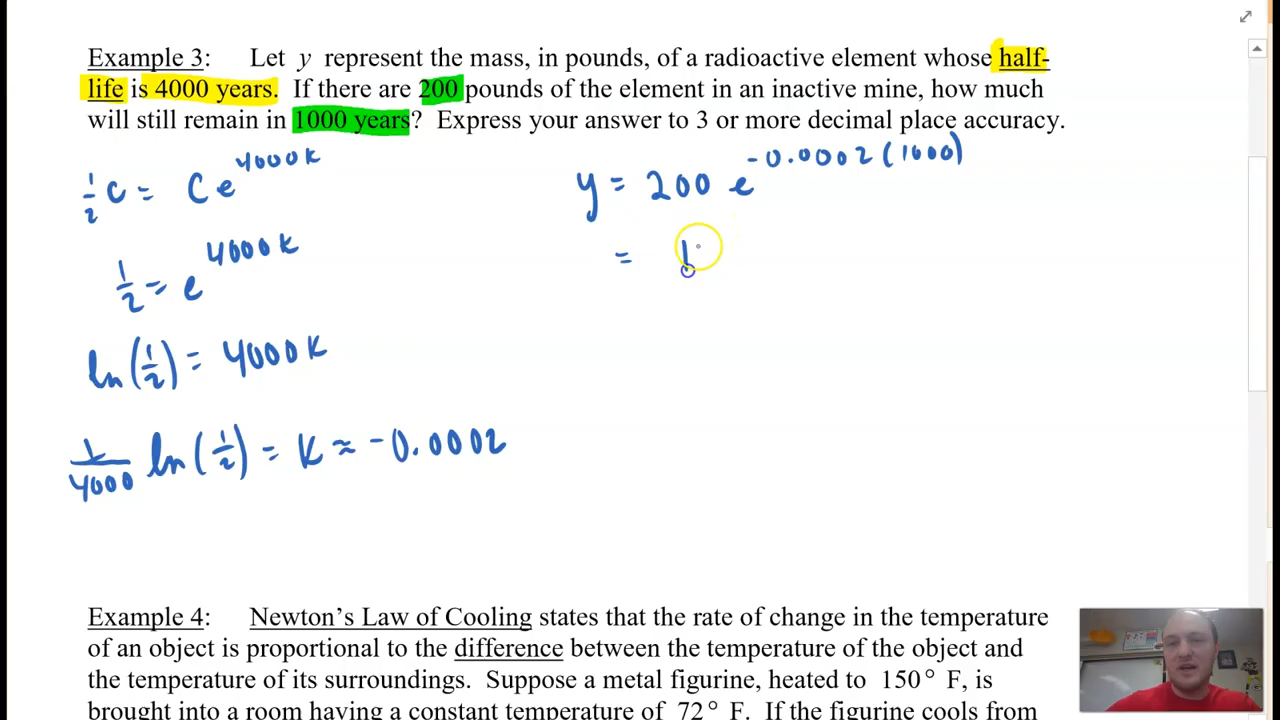 Example 3: Let y represent the mass, in pounds, of a radioactive element whose half-
life is 4000 years. If there are 200 pounds of the element in an inactive mine, how much
will still remain in 1000 years? Express your answer to 3 or more decimal place accuracy.
1/2 C = C e^4000k
1/2 = e^4000k
ln(1/2) = 4000k
1/4000 ln(1/2) = k ≈ -0.0002
y = 200 e^-0.0002(1000)
= 1
Example 4: Newton's Law of Cooling states that the rate of change in the temperature
of an object is proportional to the difference between the temperature of the object and
the temperature of its surroundings. Suppose a metal figurine, heated to 150° F, is
brought into a room having a constant temperature of 72° F. If the figurine cools from